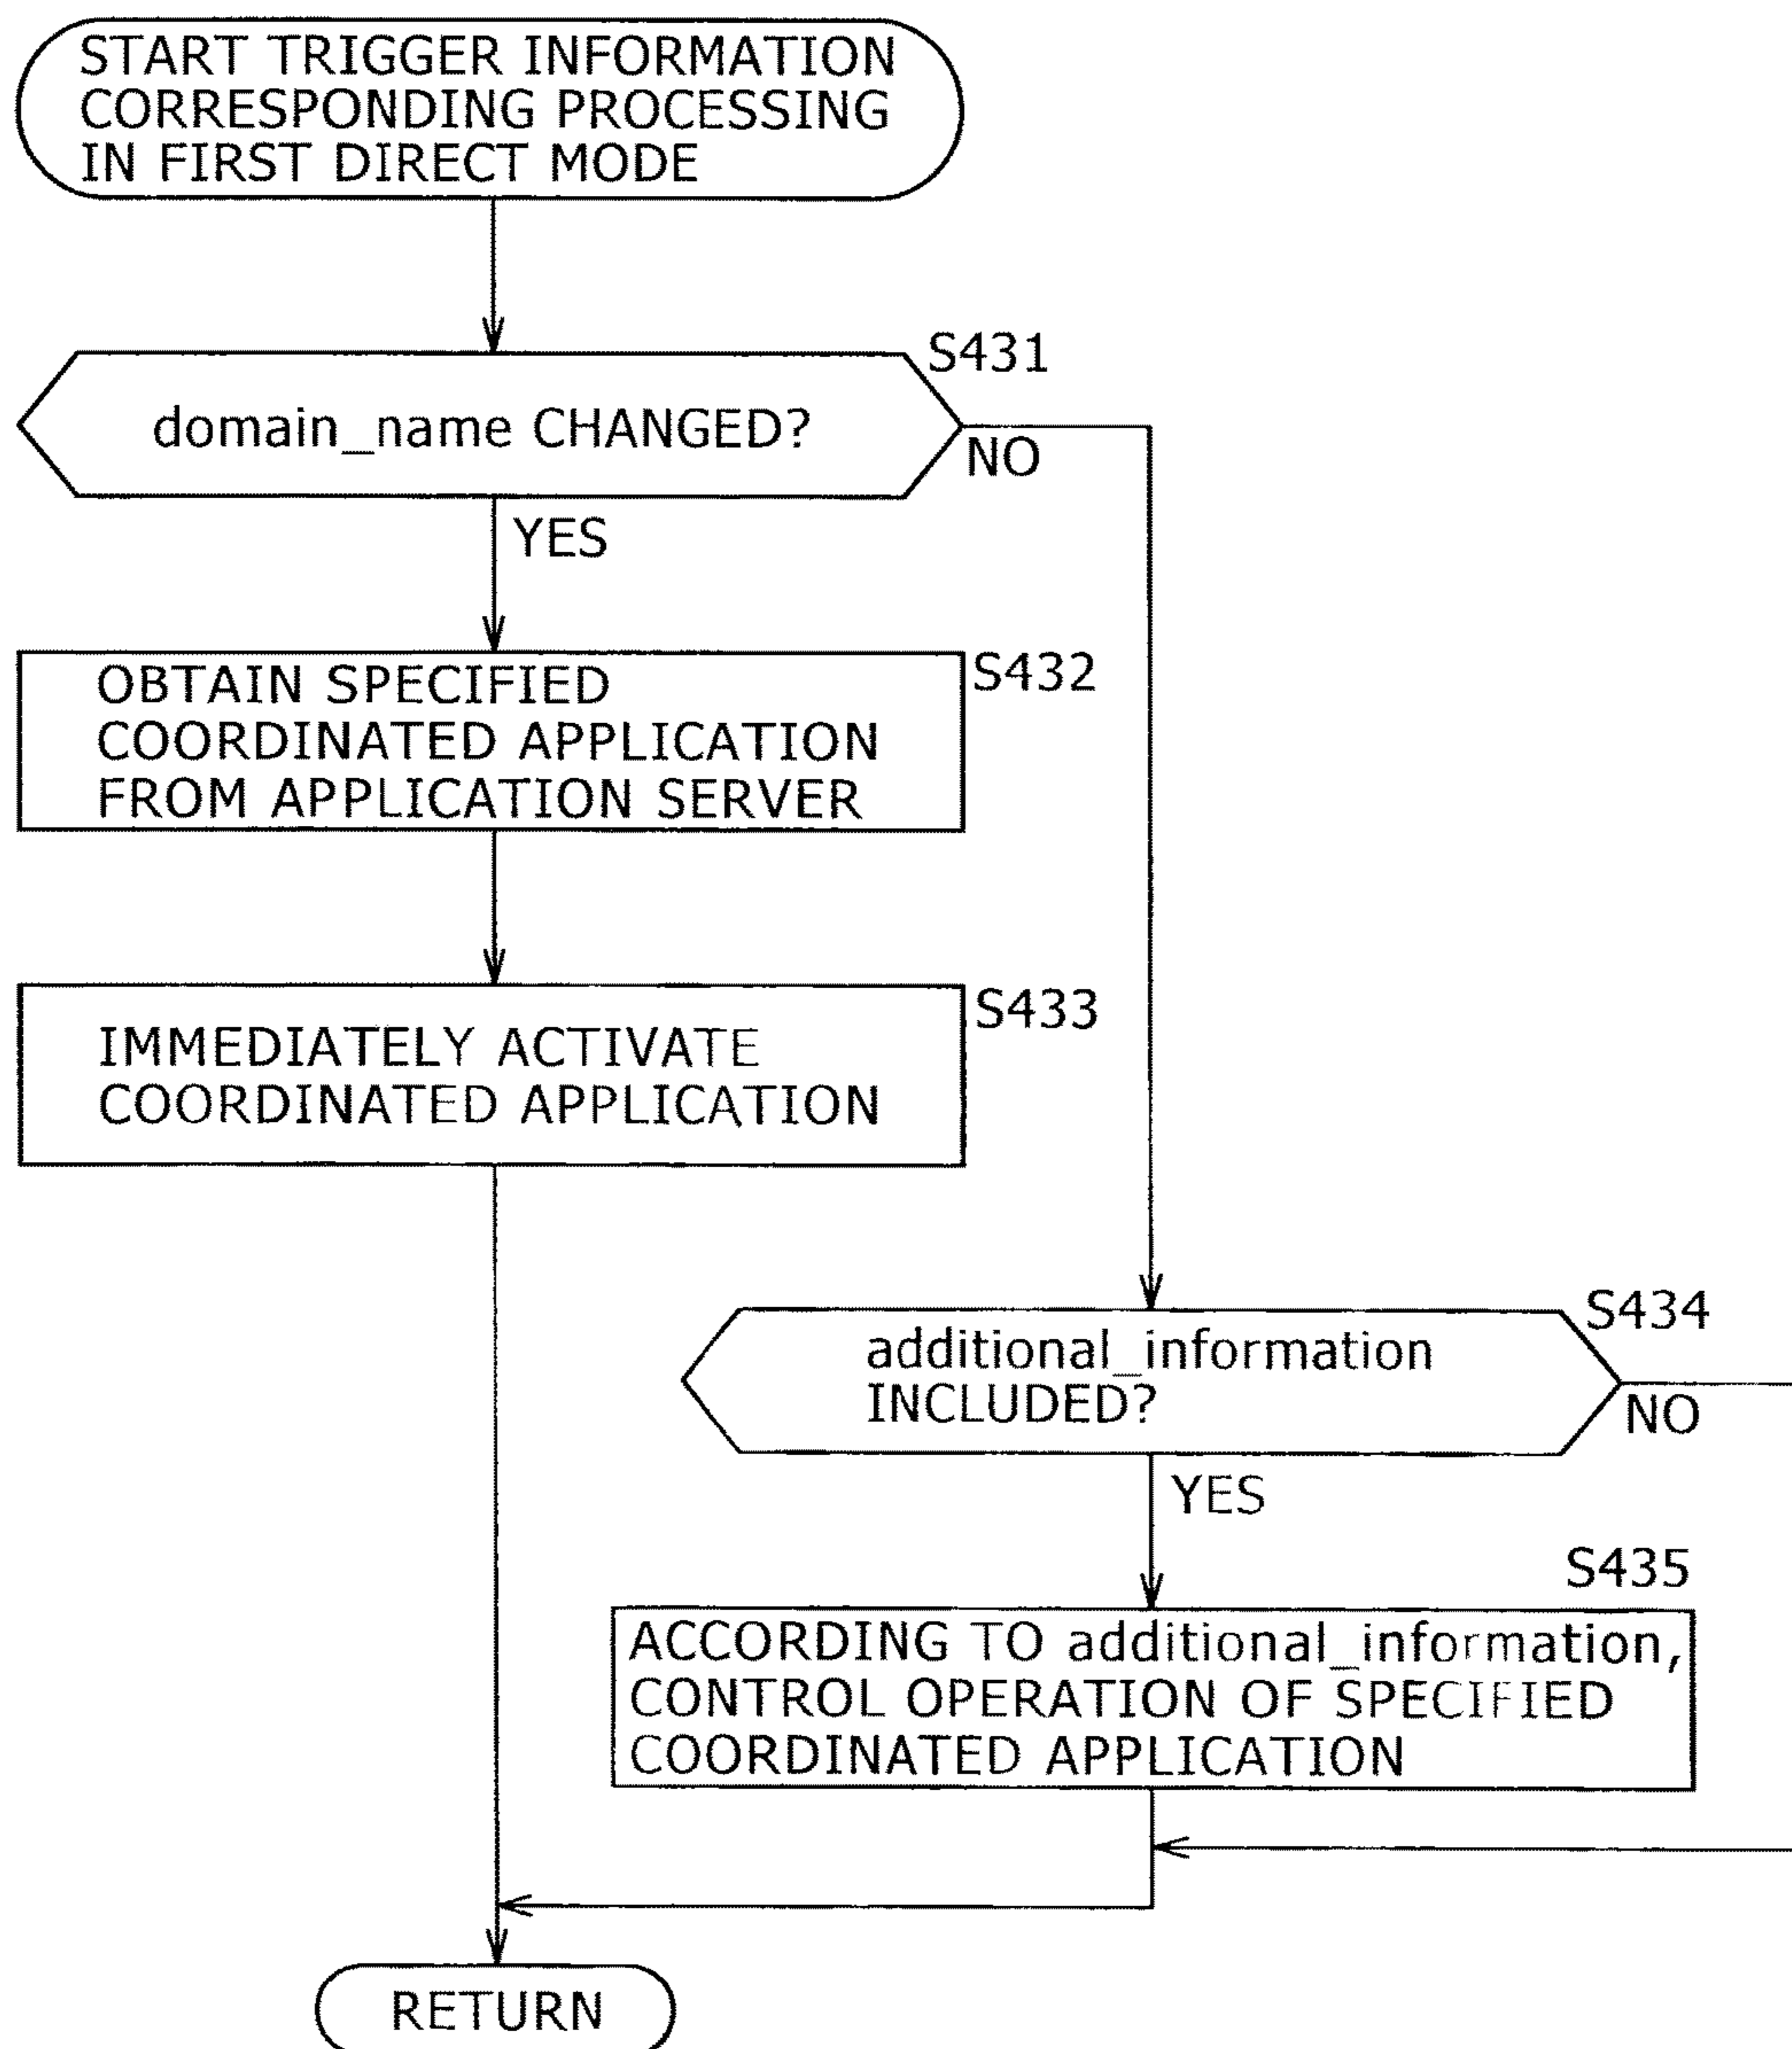 START TRIGGER INFORMATION
CORRESPONDING PROCESSING
IN FIRST DIRECT MODE
S431
domain_name CHANGED?
NO
YES
OBTAIN SPECIFIED
COORDINATED APPLICATION
FROM APPLICATION SERVER
S432
IMMEDIATELY ACTIVATE
COORDINATED APPLICATION
S433
S434
additional_information
INCLUDED?
NO
YES
S435
ACCORDING TO additional_information,
CONTROL OPERATION OF SPECIFIED
COORDINATED APPLICATION
RETURN